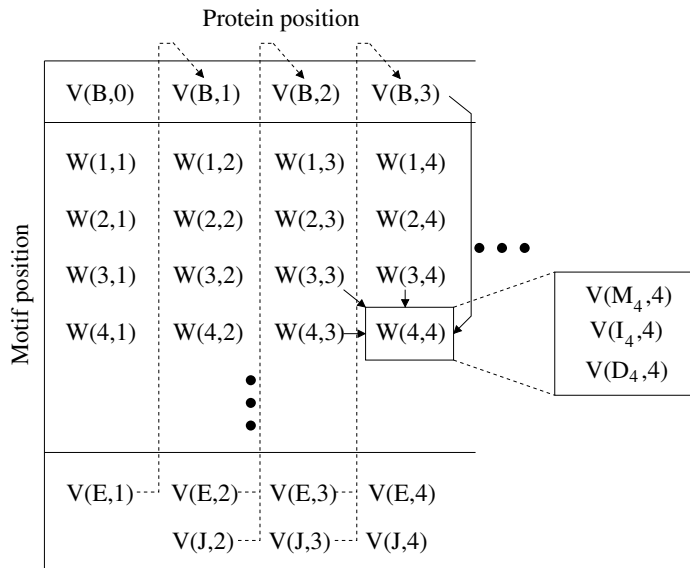 Protein position
V(B,0) V(B,1) V(B,2) V(B,3)
W(1,1) W(1,2) W(1,3) W(1,4)
W(2,1) W(2,2) W(2,3) W(2,4)
W(3,1) W(3,2) W(3,3) W(3,4)
W(4,1) W(4,2) W(4,3) W(4,4)
Motif position
V(M₄,4)
V(I₄,4)
V(D₄,4)
V(E,1) V(E,2) V(E,3) V(E,4)
V(J,2) V(J,3) V(J,4)